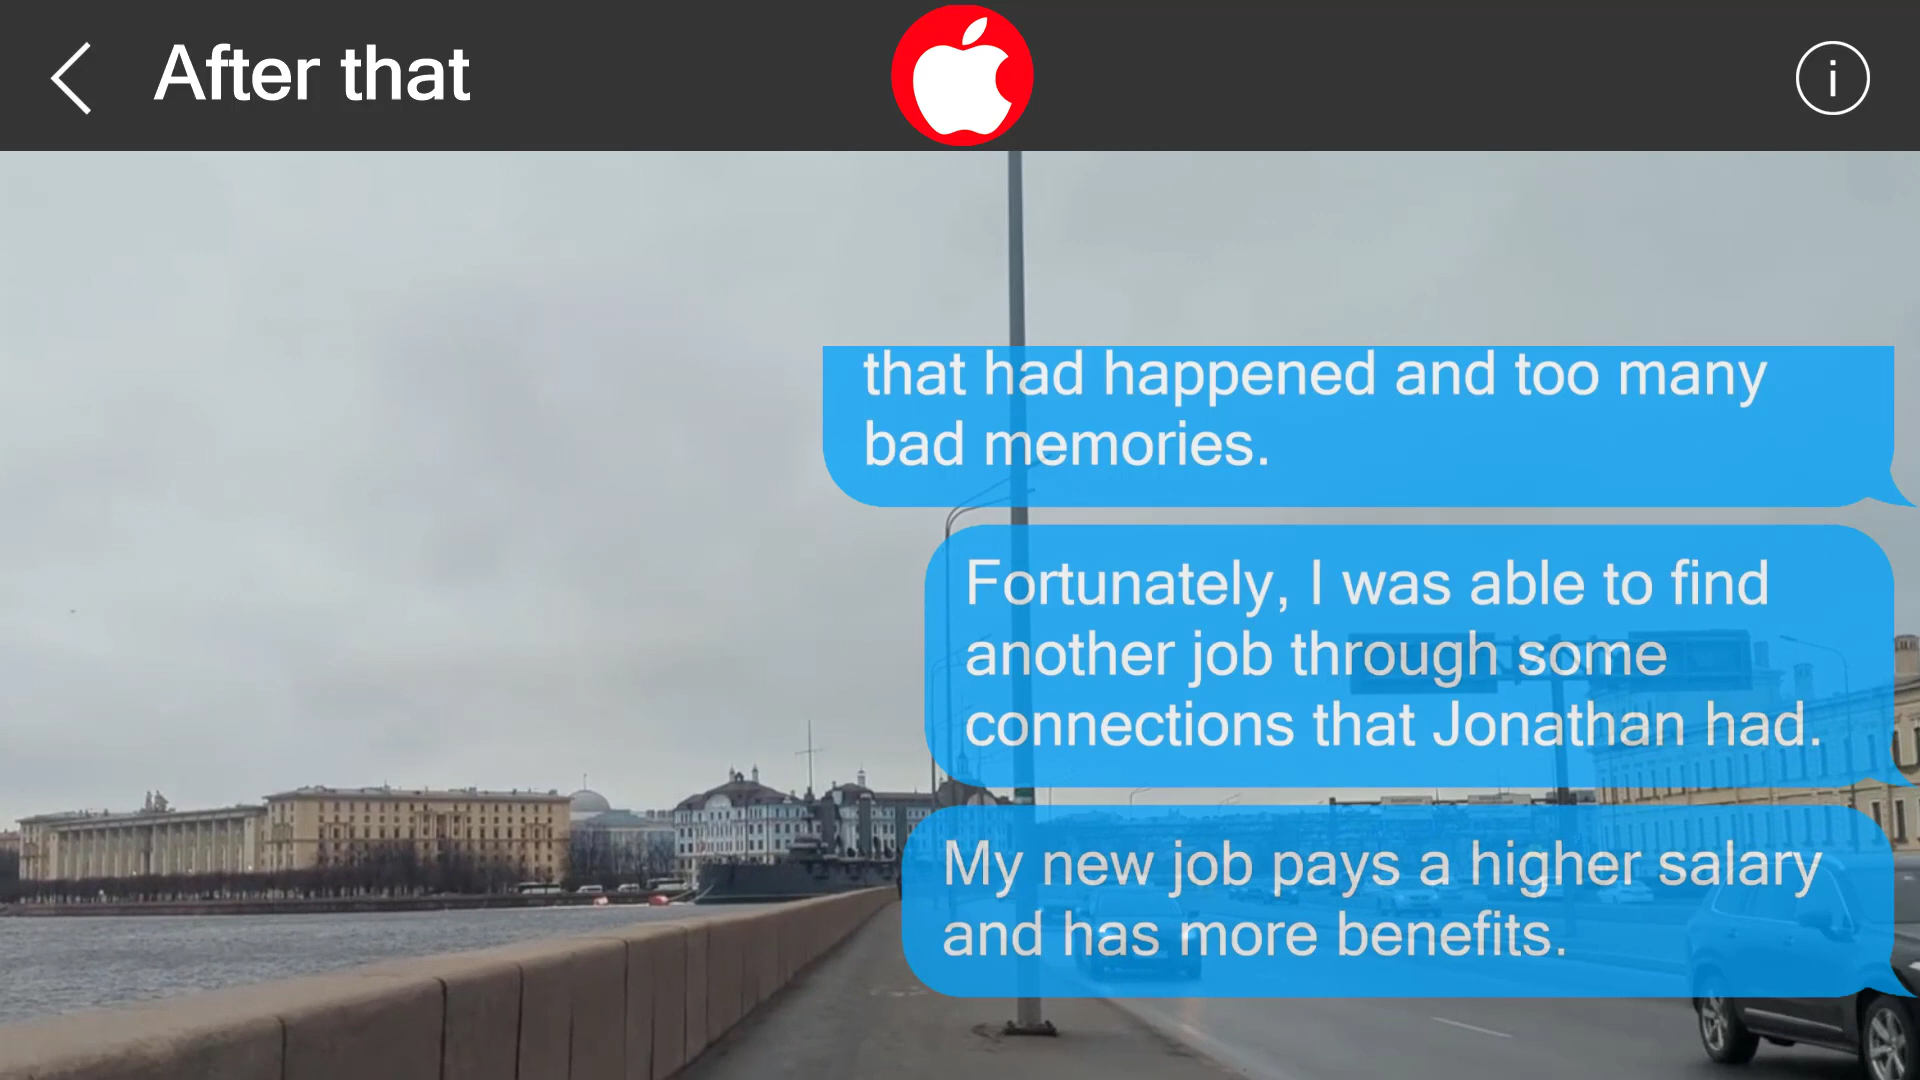 After that
that had happened and too many
bad memories.
Fortunately, I was able to find
another job through some
connections that Jonathan had.
My new job pays a higher salary
and has more benefits.